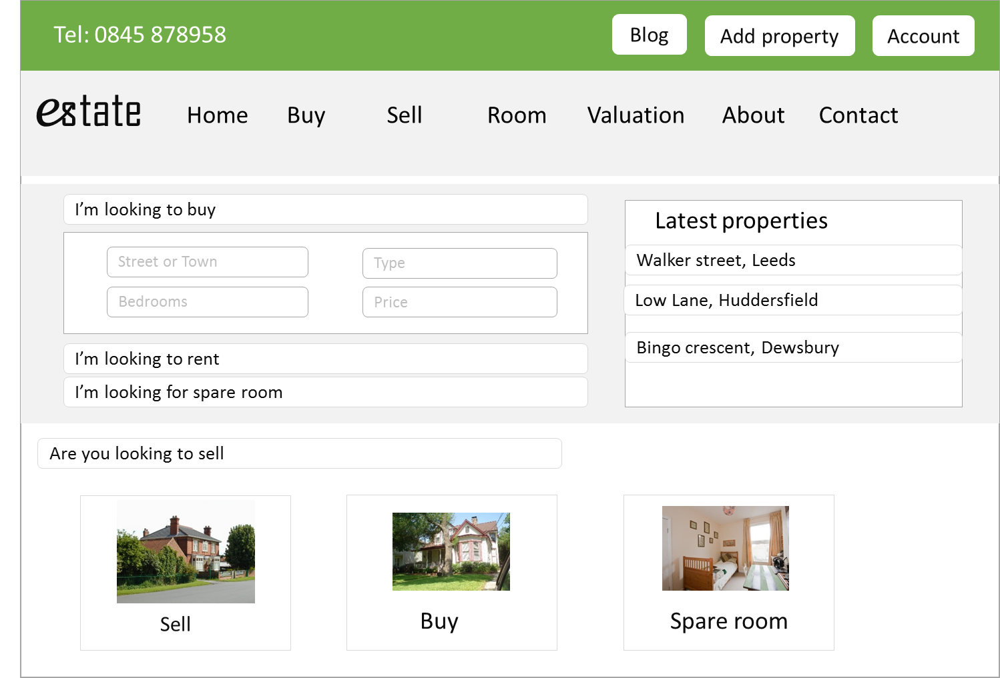 Tel: 0845 878958
Blog
Add property
Account
estate
Home
Buy
Sell
Room
Valuation
About
Contact
I’m looking to buy
Street or Town
Type
Bedrooms
Price
I’m looking to rent
I’m looking for spare room
Latest properties
Walker street, Leeds
Low Lane, Huddersfield
Bingo crescent, Dewsbury
Are you looking to sell
Sell
Buy
Spare room